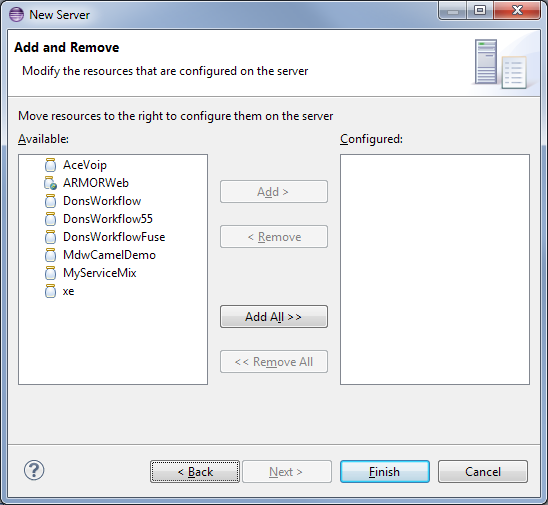 New Server
Add and Remove
Modify the resources that are configured on the server
Move resources to the right to configure them on the server
Available:
Configured:
AceVoip
ARMORWeb
DonsWorkflow
DonsWorkflow55
DonsWorkflowFuse
MdwCamelDemo
MyServiceMix
xe
Add >
< Remove
Add All >>
<< Remove All
?
< Back
Next >
Finish
Cancel